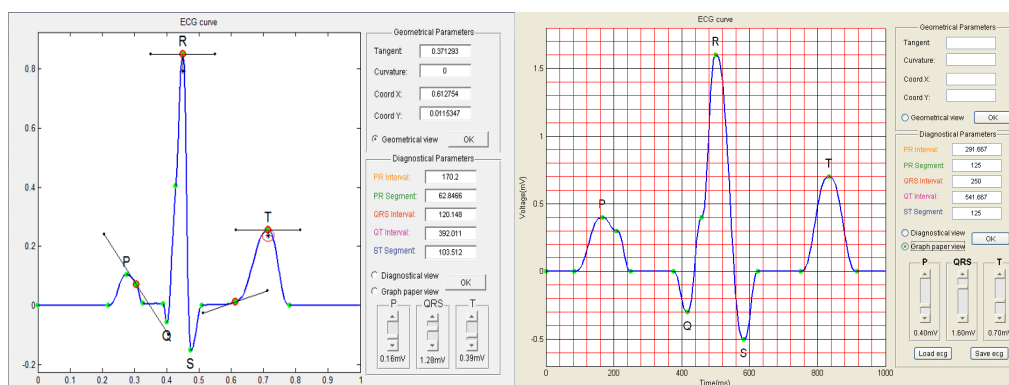 ECG curve
R
T
P
Q
S
0.8
0.6
0.4
0.2
0
-0.2
0 0.1 0.2 0.3 0.4 0.5 0.6 0.7 0.8 0.9 1
Geometrical Parameters
Tangent: 0.371293
Curvature: 0
Coord X: 0.612754
Coord Y: 0.0115347
Geometrical view OK
Diagnostical Parameters
PR Interval: 170.2
PR Segment: 62.8466
QRS Interval: 120.148
QT Interval: 392.011
ST Segment: 103.512
Diagnostical view
Graph paper view
OK
P QRS T
0.16mV 1.28mV 0.39mV
ECG curve
R
T
P
Q
S
Voltage(mV)
1.5
1
0.5
0
-0.5
0 200 400 600 800 1000
Time(ms)
Geometrical Parameters
Tangent
Curvature:
Coord X:
Coord Y:
Geometrical view OK
Diagnostical Parameters
PR Interval: 291.667
PR Segment 125
QRS Interval: 250
QT Interval: 541.667
ST Segment: 125
Diagnostical view
Graph paper view
OK
P QRS T
0.40mV 1.60mV 0.70mV
Load ecg Save ecg